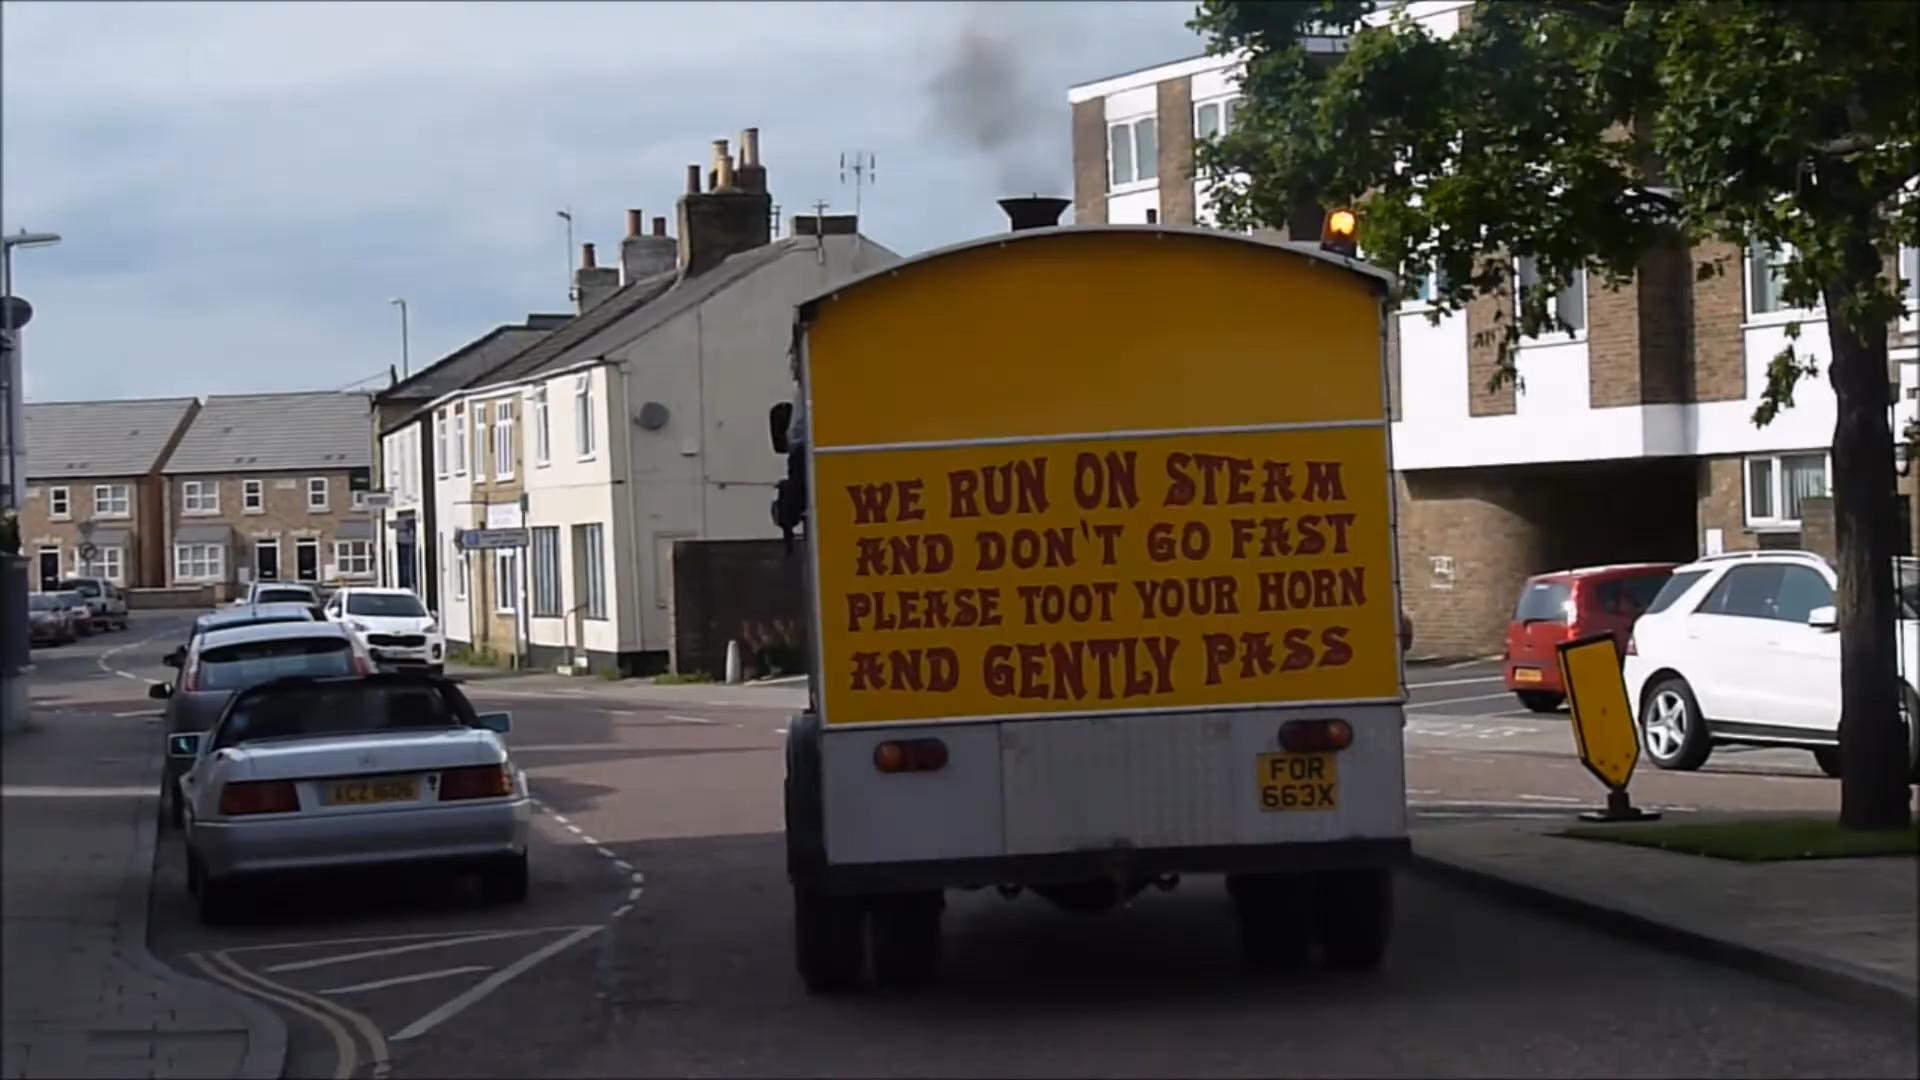 WE RUN ON STEAM
AND DON'T GO FAST
PLEASE TOOT YOUR HORN
AND GENTLY PASS
FOR
663X